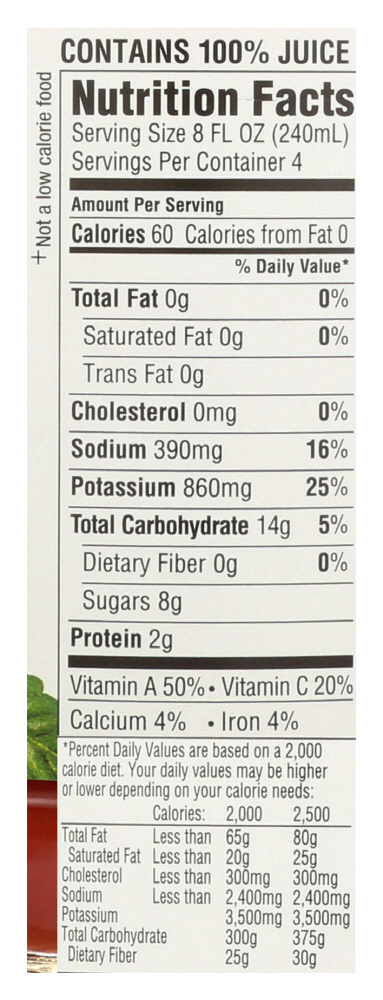 CONTAINS 100% JUICE
+Not a low calorie food
Nutrition Facts
Serving Size 8 FL OZ (240mL)
Servings Per Container 4
Amount Per Serving
Calories 60 Calories from Fat 0
% Daily Value*
Total Fat 0g 0%
Saturated Fat 0g 0%
Trans Fat 0g
Cholesterol 0mg 0%
Sodium 390mg 16%
Potassium 860mg 25%
Total Carbohydrate 14g 5%
Dietary Fiber 0g 0%
Sugars 8g
Protein 2g
Vitamin A 50% • Vitamin C 20%
Calcium 4% • Iron 4%
*Percent Daily Values are based on a 2,000
calorie diet. Your daily values may be higher
or lower depending on your calorie needs:
Calories: 2,000 2,500
Total Fat Less than 65g 80g
Saturated Fat Less than 20g 25g
Cholesterol Less than 300mg 300mg
Sodium Less than 2,400mg 2,400mg
Potassium 3,500mg 3,500mg
Total Carbohydrate 300g 375g
Dietary Fiber 25g 30g